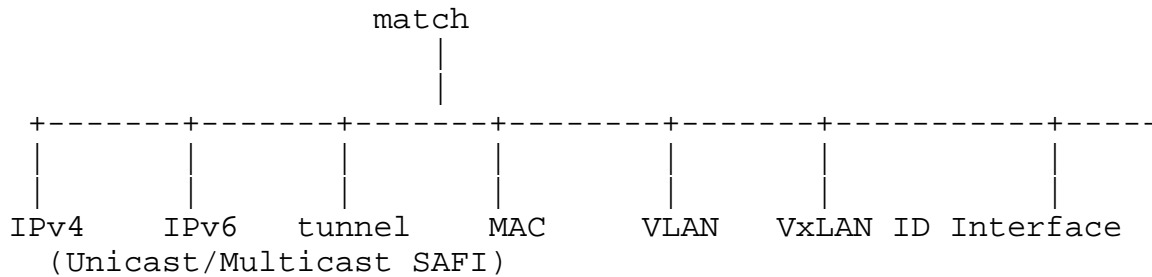 match
IPv4 IPv6 tunnel MAC VLAN VxLAN ID Interface
(Unicast/Multicast SAFI)